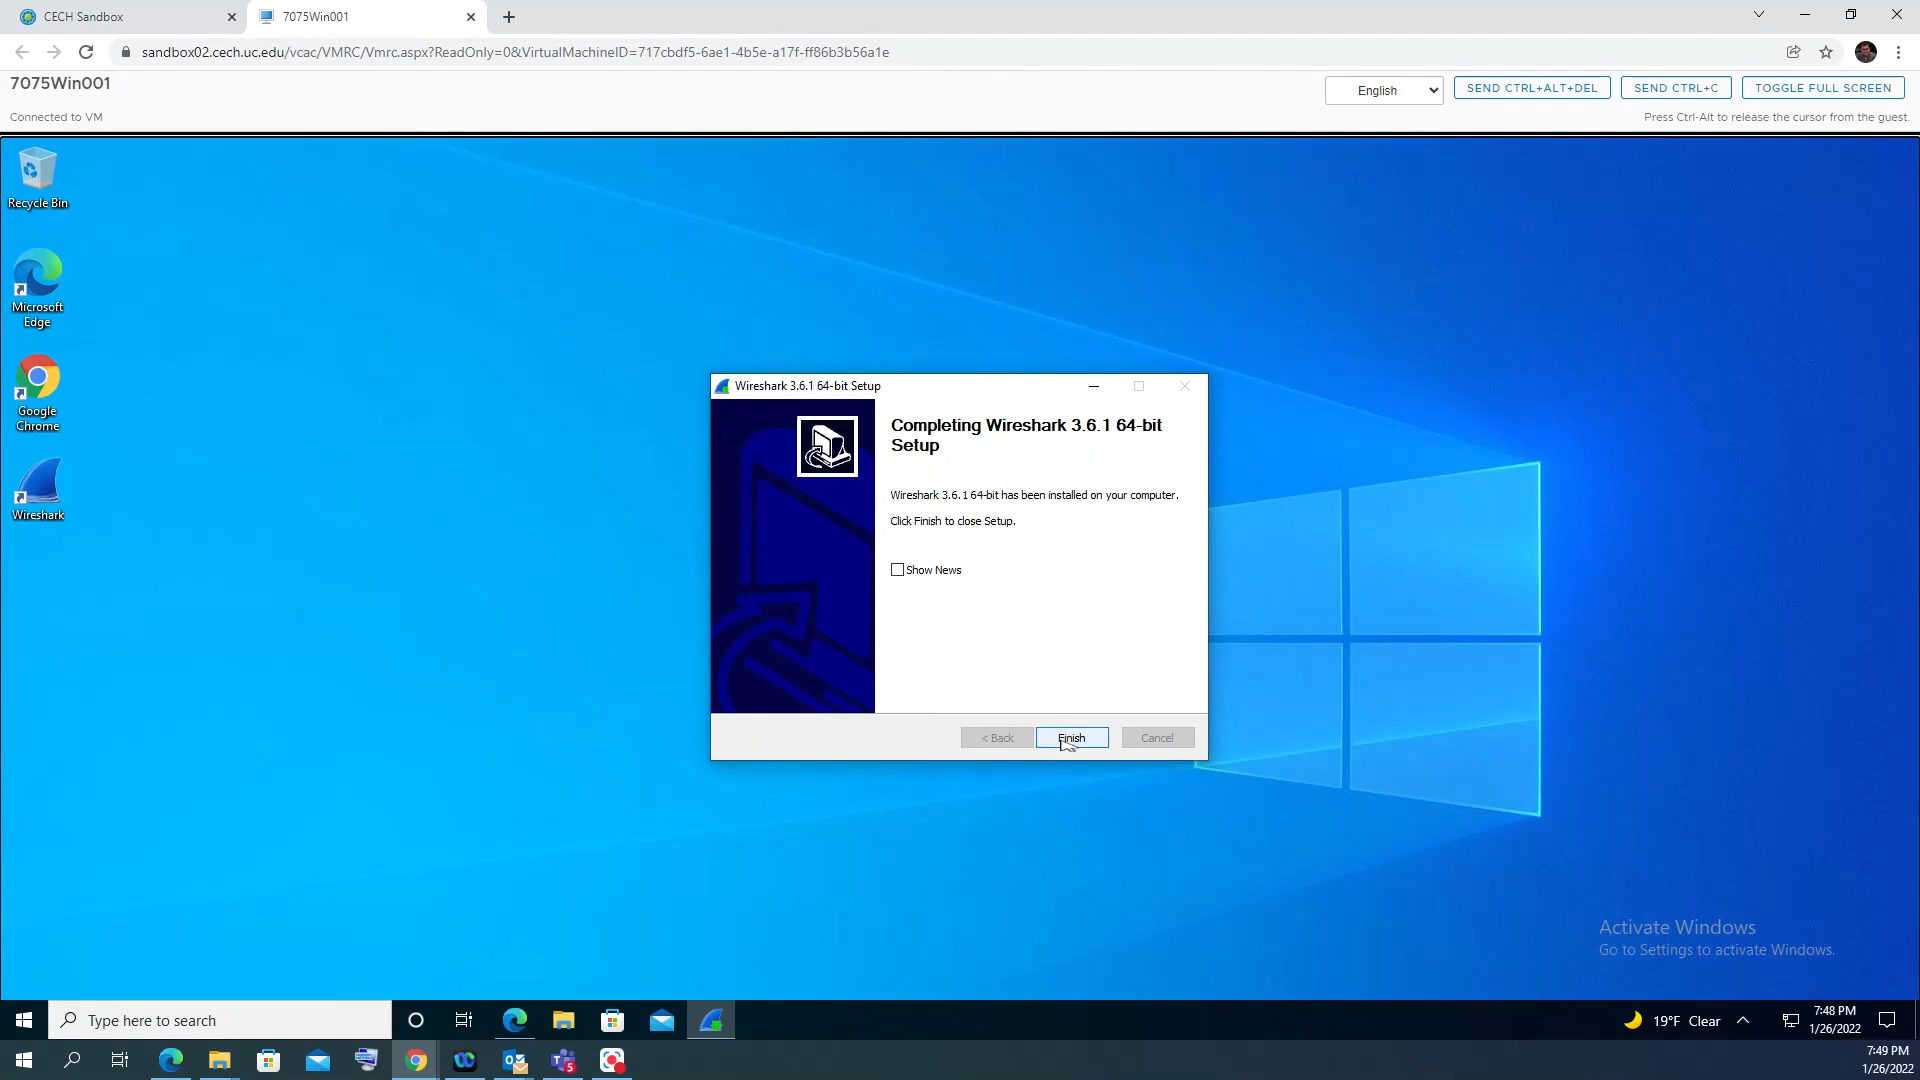 CECH Sandbox
7075Win001
sandbox02.cech.uc.edu/vcac/VMRC/Vmrc.aspx?ReadOnly=0&VirtualMachineID=717cbdf5-6ae1-4b5e-a17f-ff86b3b56a1e
7075Win001
English
SEND CTRL+ALT+DEL
SEND CTRL+C
TOGGLE FULL SCREEN
Connected to VM
Press Ctrl-Alt to release the cursor from the guest.
Recycle Bin
Microsoft
Edge
Google
Chrome
Wireshark
Wireshark 3.6.1 64-bit Setup
Completing Wireshark 3.6.1 64-bit
Setup
Wireshark 3.6.1 64-bit has been installed on your computer.
Click Finish to close Setup.
Show News
< Back
Finish
Cancel
Activate Windows
Go to Settings to activate Windows.
Type here to search
19°F Clear
7:48 PM
1/26/2022
5
7:49 PM
1/26/2022